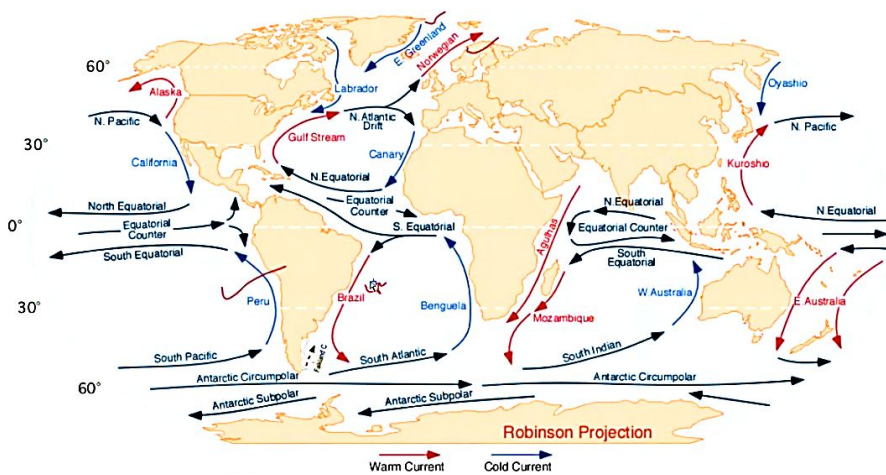 60°
30°
0°
30°
60°
E. Greenland
Norwegian
Labrador
Alaska
N. Pacific
California
Gulf Stream
N. Atlantic
Drift
Canary
N. Equatorial
Equatorial
Counter
S. Equatorial
North Equatorial
Equatorial
Counter
South Equatorial
Peru
Brazil
Benguela
South Pacific
Falkland C
South Atlantic
Antarctic Circumpolar
Antarctic Subpolar
Oyashio
N. Pacific
Kuroshio
N Equatorial
N. Equatorial
Equatorial Counter
South
Equatorial
Agulhas
Mozambique
W Australia
E Australia
South Indian
Antarctic Circumpolar
Antarctic Subpolar
Robinson Projection
Warm Current
Cold Current